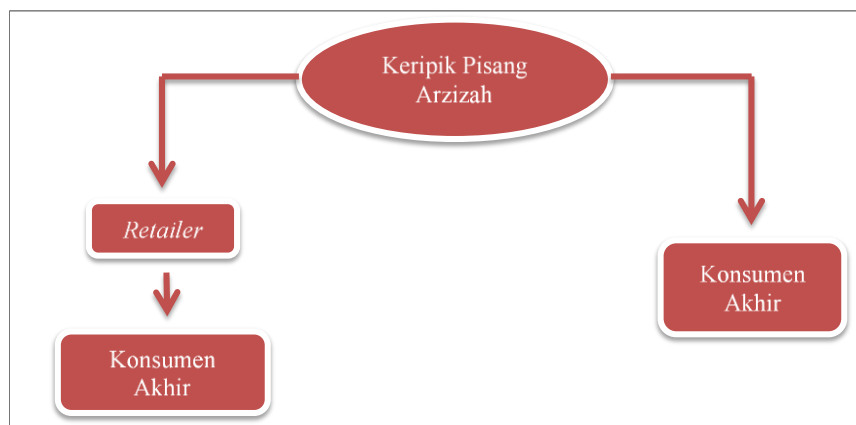 Keripik Pisang
Arzizah
Retailer
Konsumen
Akhir
Konsumen
Akhir